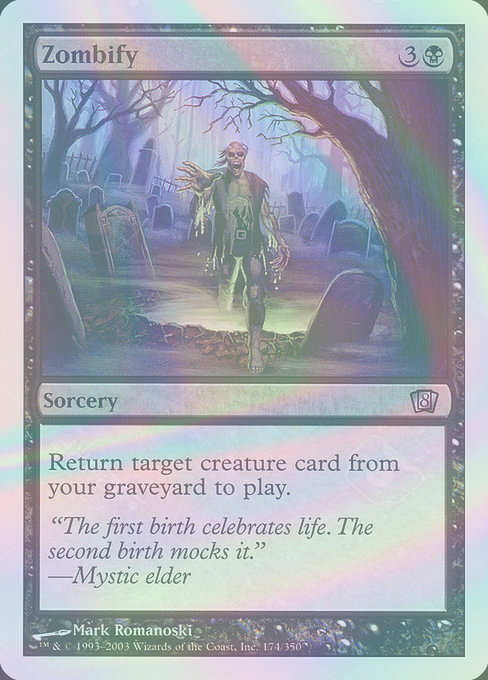 Zombify 3
Sorcery 8
Return target creature card from
your graveyard to play.
“The first birth celebrates life. The
second birth mocks it.”
—Mystic elder
Mark Romanoski
™ & © 1993–2003 Wizards of the Coast, Inc. 174/350